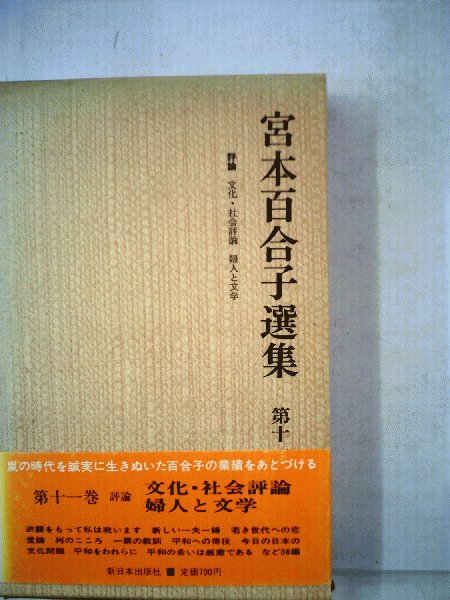 宮本百合子選集 第十
評論 文化・社会評論 婦人と文学
嵐の時代を誠実に生きぬいた百合子の業績をあとづける
第十一巻 評論 文化・社会評論
婦人と文学
逆襲をもって私は戦います 新しい一夫一婦 若き世代への恋
愛論 列のこころ 一票の教訓 平和への荷役 今日の日本の
文化問題 平和をわれらに 平和の希いは厳粛である など38編
新日本出版社 定価700円